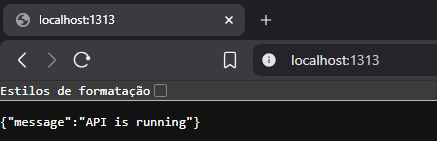 localhost:1313
localhost:1313
Estilos de formatação
{"message":"API is running"}